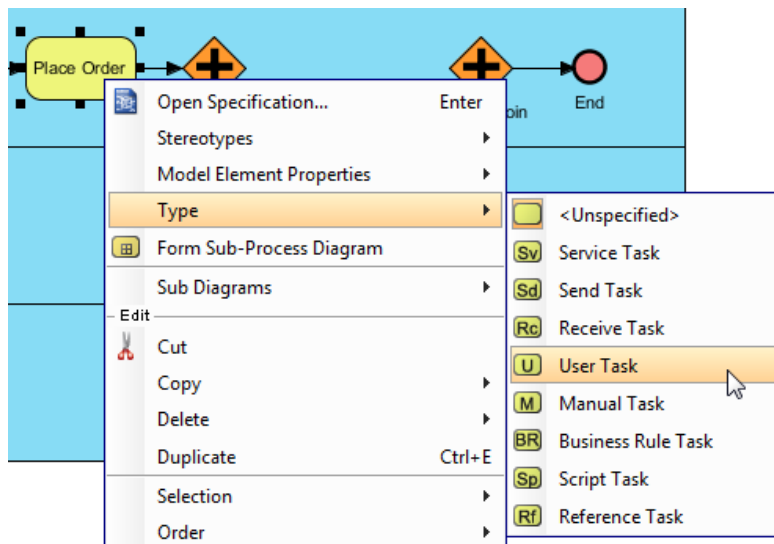 Place Order
End
oin
Open Specification... Enter
Stereotypes
Model Element Properties
Type
Form Sub-Process Diagram
Sub Diagrams
Edit
Cut
Copy
Delete
Duplicate Ctrl+E
Selection
Order
<Unspecified>
Sv Service Task
Sd Send Task
Rc Receive Task
U User Task
M Manual Task
BR Business Rule Task
Sp Script Task
Rf Reference Task